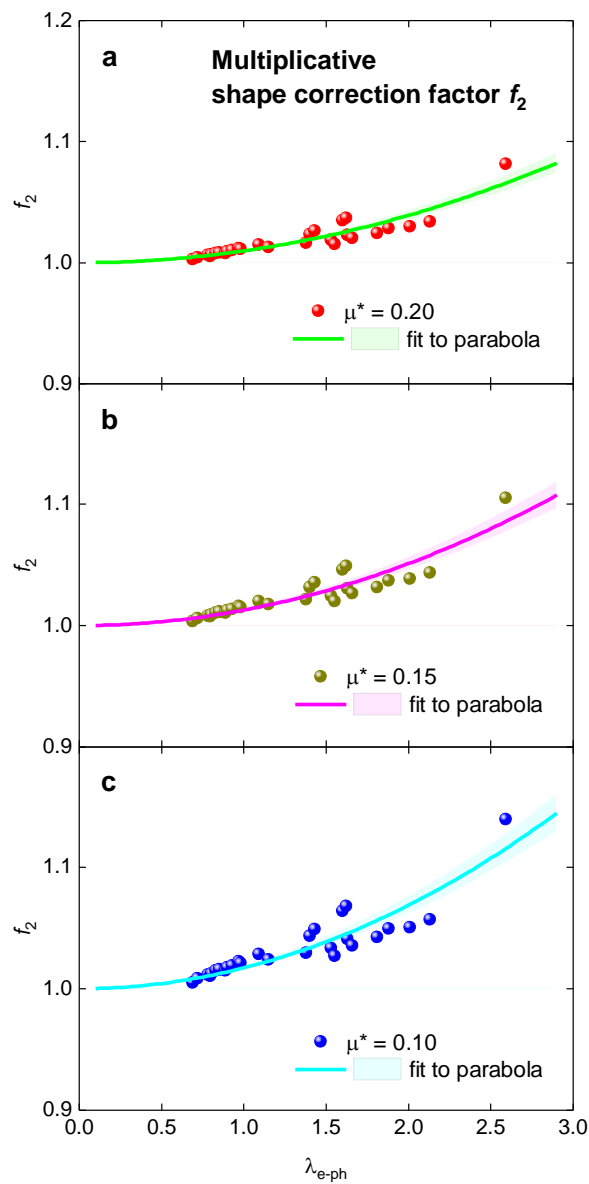 1.2
a Multiplicative
shape correction factor f2
1.1
f2
1.0
μ* = 0.20
fit to parabola
0.9
b
1.1
f2
1.0
μ* = 0.15
fit to parabola
0.9
c
1.1
f2
1.0
μ* = 0.10
fit to parabola
0.9
0.0 0.5 1.0 1.5 2.0 2.5 3.0
λe-ph